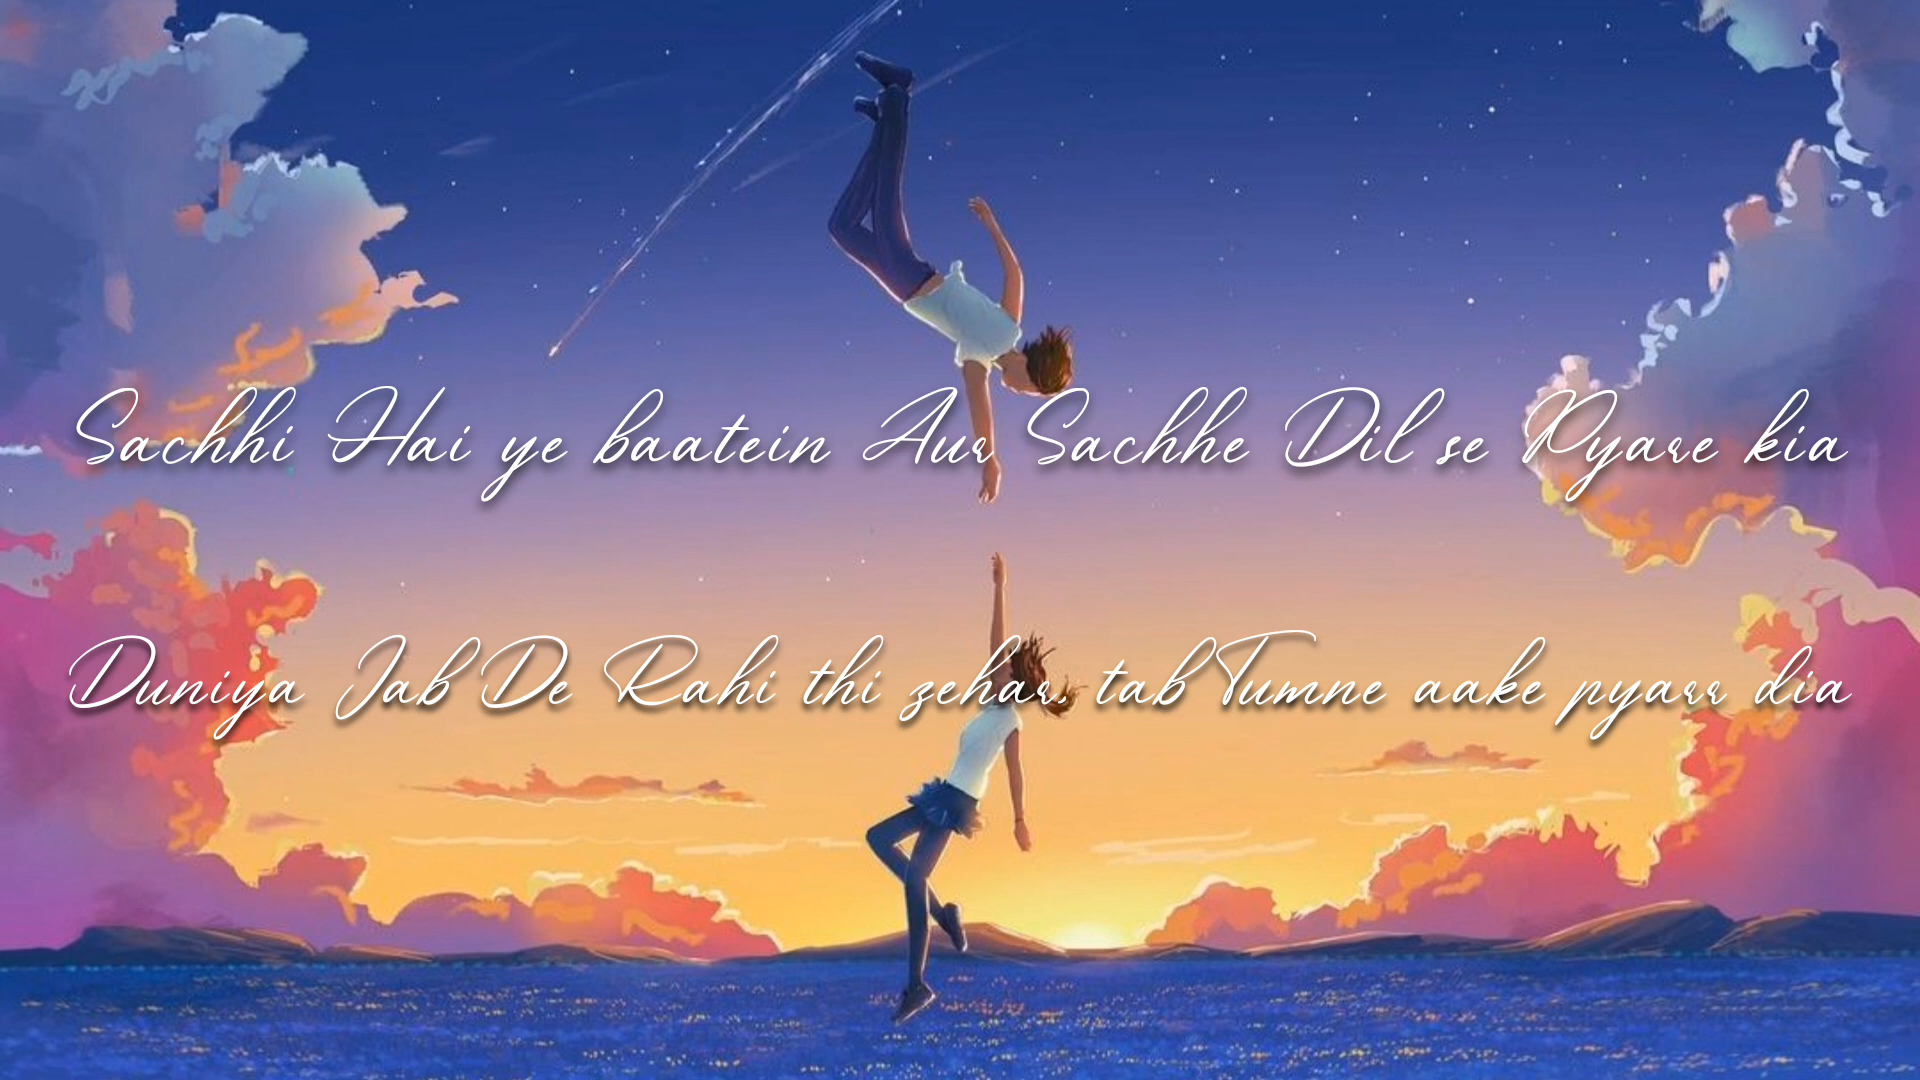 Sachhi Hai ye baatein Aur Sachhe Dil se Pyare kia
Duniya Jab De Rahi thi zehar, tab Tumne aake pyarr dia